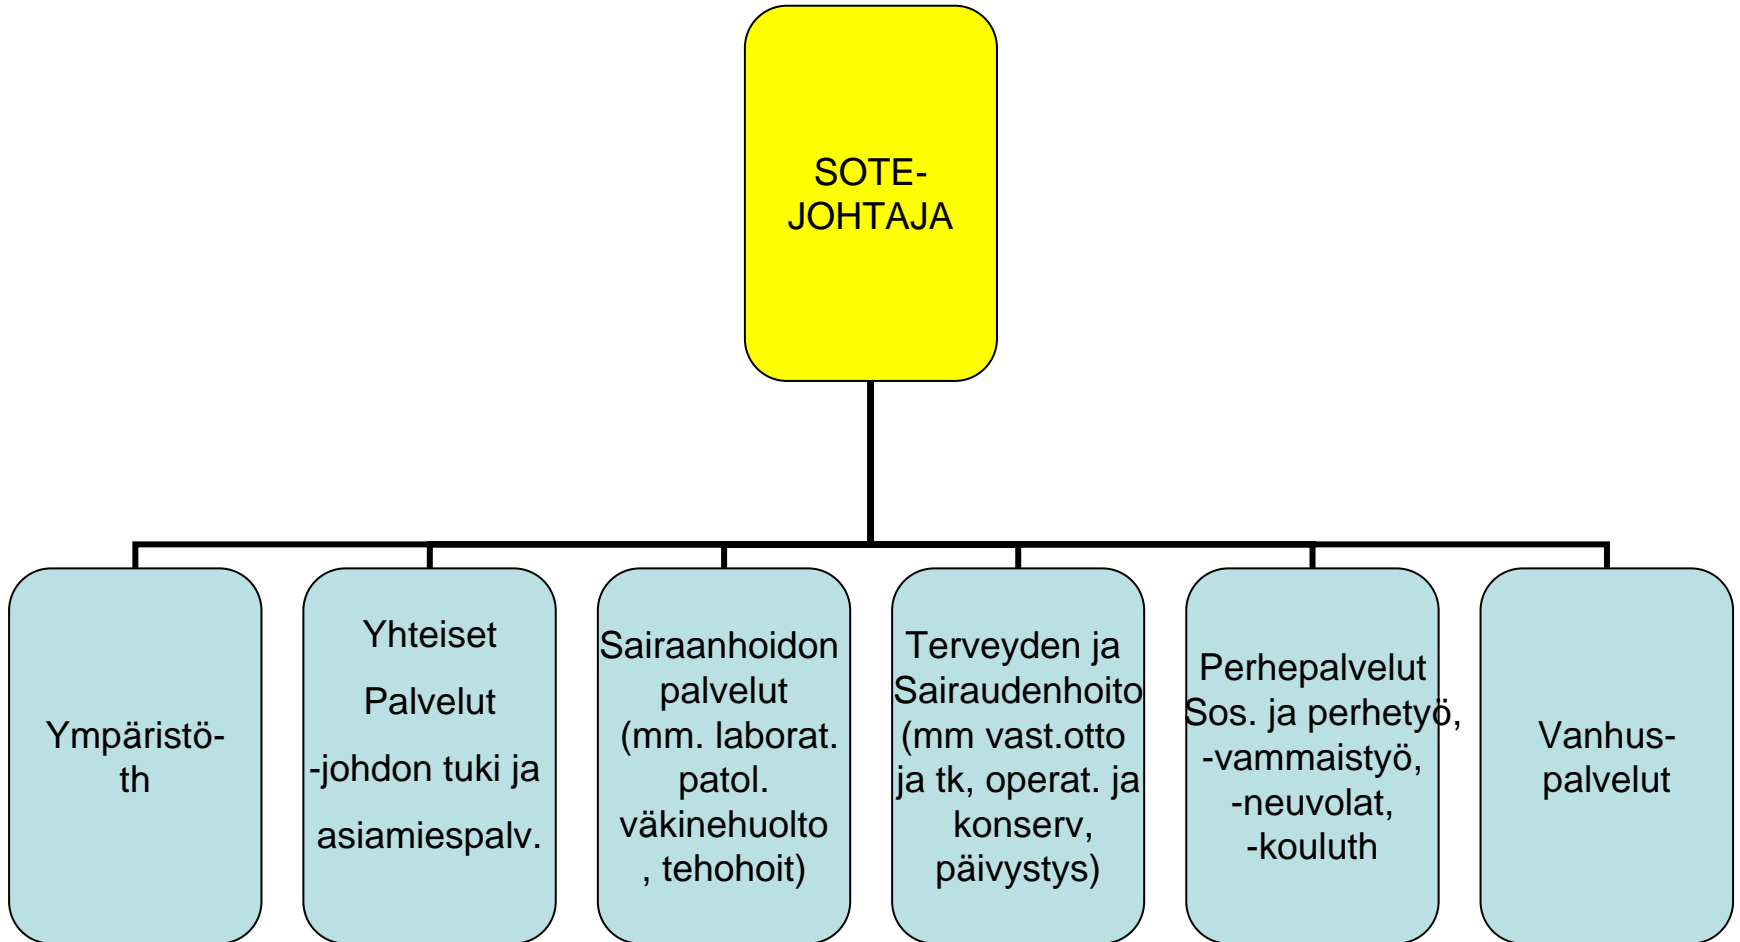 SOTE-
JOHTAJA
Ympäristö-
th
Yhteiset
Palvelut
-johdon tuki ja
asiamiespalv.
Sairaanhoidon
palvelut
(mm. laborat.
patol.
väkinehuolto
, tehohoit)
Terveyden ja
Sairaudenhoito
(mm vast.otto
ja tk, operat. ja
konserv,
päivystys)
Perhepalvelut
Sos. ja perhetyö,
-vammaistyö,
-neuvolat,
-kouluth
Vanhus-
palvelut